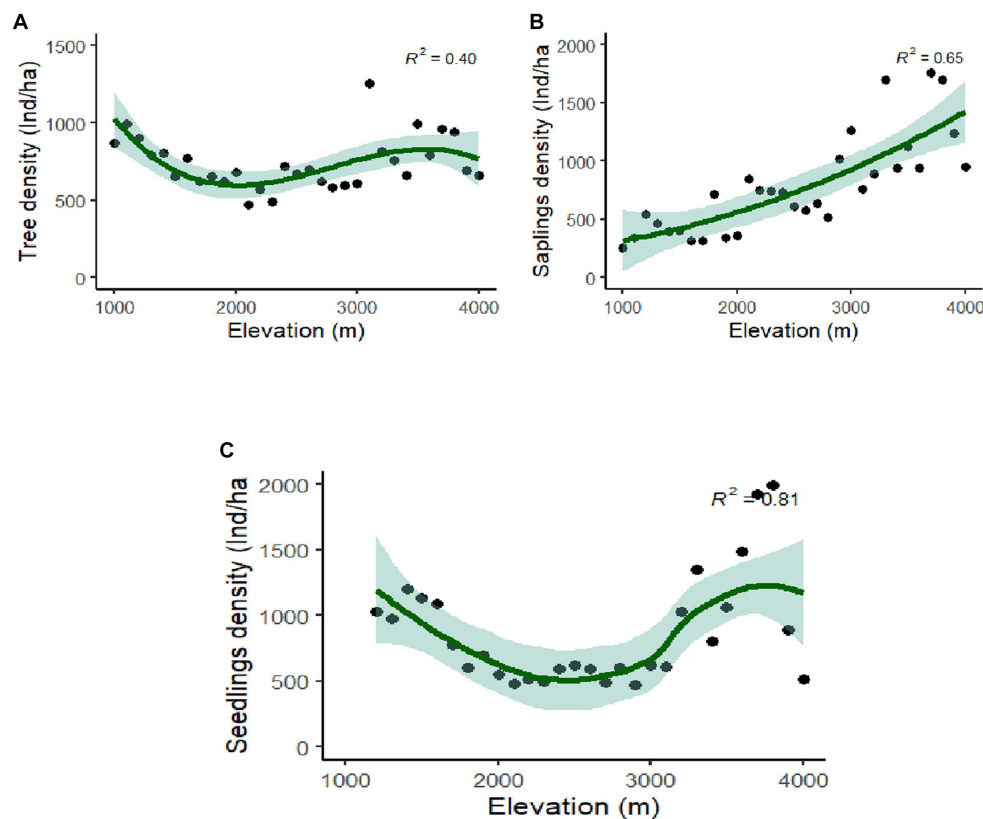 A
R² = 0.40
Tree density (Ind/ha)
1500
1000
500
0
1000 2000 3000 4000
Elevation (m)
B
R² = 0.65
Saplings density (Ind/ha)
2000
1500
1000
500
0
1000 2000 3000 4000
Elevation (m)
C
R² = 0.81
Seedlings density (Ind/ha)
2000
1500
1000
500
0
1000 2000 3000 4000
Elevation (m)